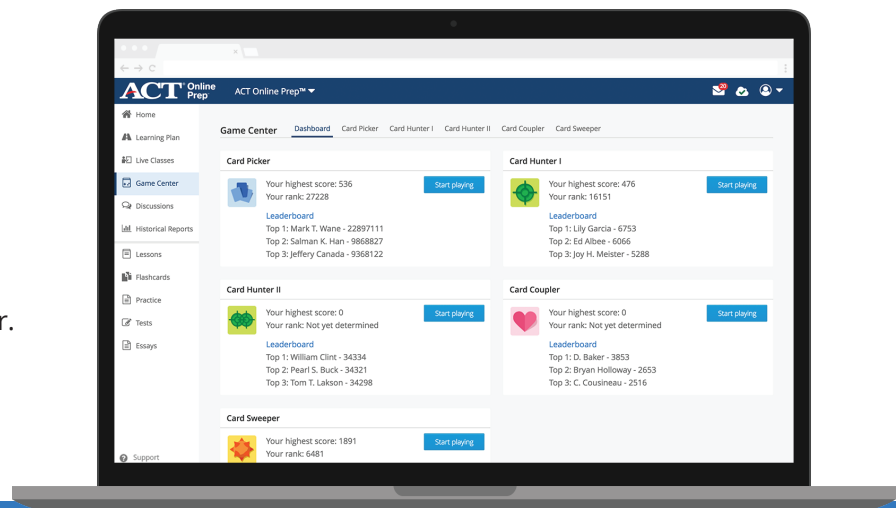 r.
ACT® Online Prep™
ACT Online Prep™
20
Home
Learning Plan
Live Classes
Game Center
Discussions
Historical Reports
Lessons
Flashcards
Practice
Tests
Essays
Support
Game Center
Dashboard
Card Picker
Card Hunter I
Card Hunter II
Card Coupler
Card Sweeper
Card Picker
Your highest score: 536
Your rank: 27228
Start playing
Leaderboard
Top 1: Mark T. Wane - 22897111
Top 2: Salman K. Han - 9868827
Top 3: Jeffery Canada - 9368122
Card Hunter I
Your highest score: 476
Your rank: 16151
Start playing
Leaderboard
Top 1: Lily Garcia - 6753
Top 2: Ed Albee - 6066
Top 3: Joy H. Meister - 5288
Card Hunter II
Your highest score: 0
Your rank: Not yet determined
Start playing
Leaderboard
Top 1: William Clint - 34334
Top 2: Pearl S. Buck - 34321
Top 3: Tom T. Lakson - 34298
Card Coupler
Your highest score: 0
Your rank: Not yet determined
Start playing
Leaderboard
Top 1: D. Baker - 3853
Top 2: Bryan Holloway - 2653
Top 3: C. Cousineau - 2516
Card Sweeper
Your highest score: 1891
Your rank: 6481
Start playing